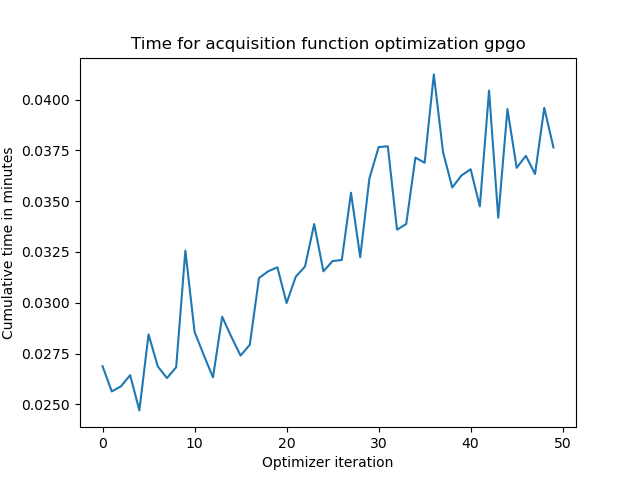 Time for acquisition function optimization gpgo
Cumulative time in minutes
0.0400
0.0375
0.0350
0.0325
0.0300
0.0275
0.0250
0 10 20 30 40 50
Optimizer iteration